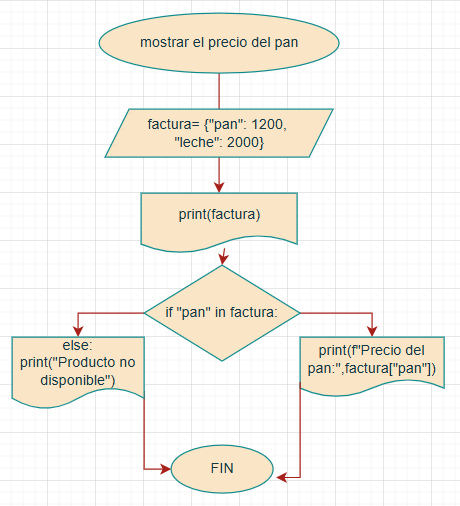 mostrar el precio del pan
factura= {"pan": 1200,
"leche": 2000}
print(factura)
if "pan" in factura:
else:
print("Producto no
disponible")
print(f"Precio del
pan:",factura["pan"])
FIN